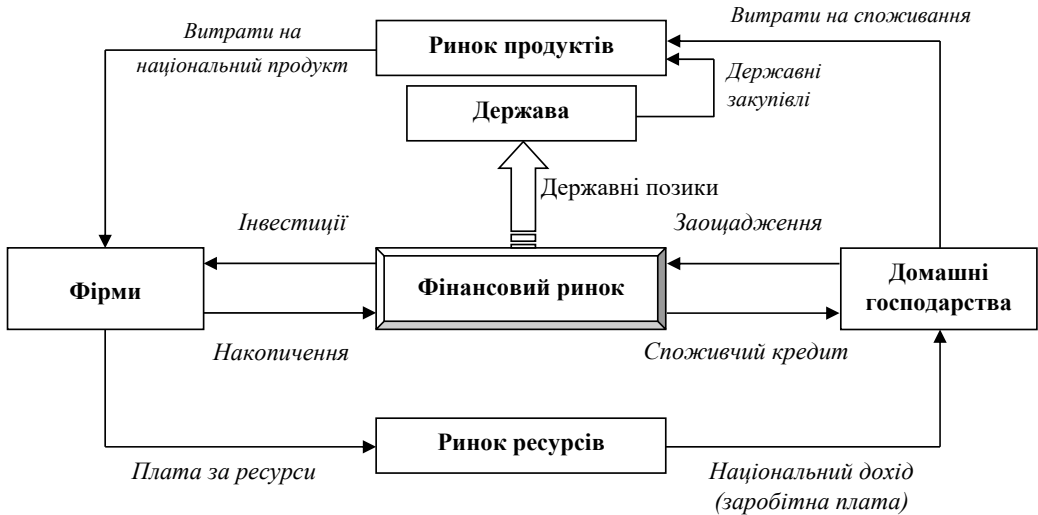 Витрати на споживання
Витрати на
національний продукт
Ринок продуктів
Державні
закупівлі
Держава
Державні позики
Інвестиції
Заощадження
Фірми
Фінансовий ринок
Домашні
господарства
Накопичення
Споживчий кредит
Ринок ресурсів
Плата за ресурси
Національний дохід
(заробітна плата)